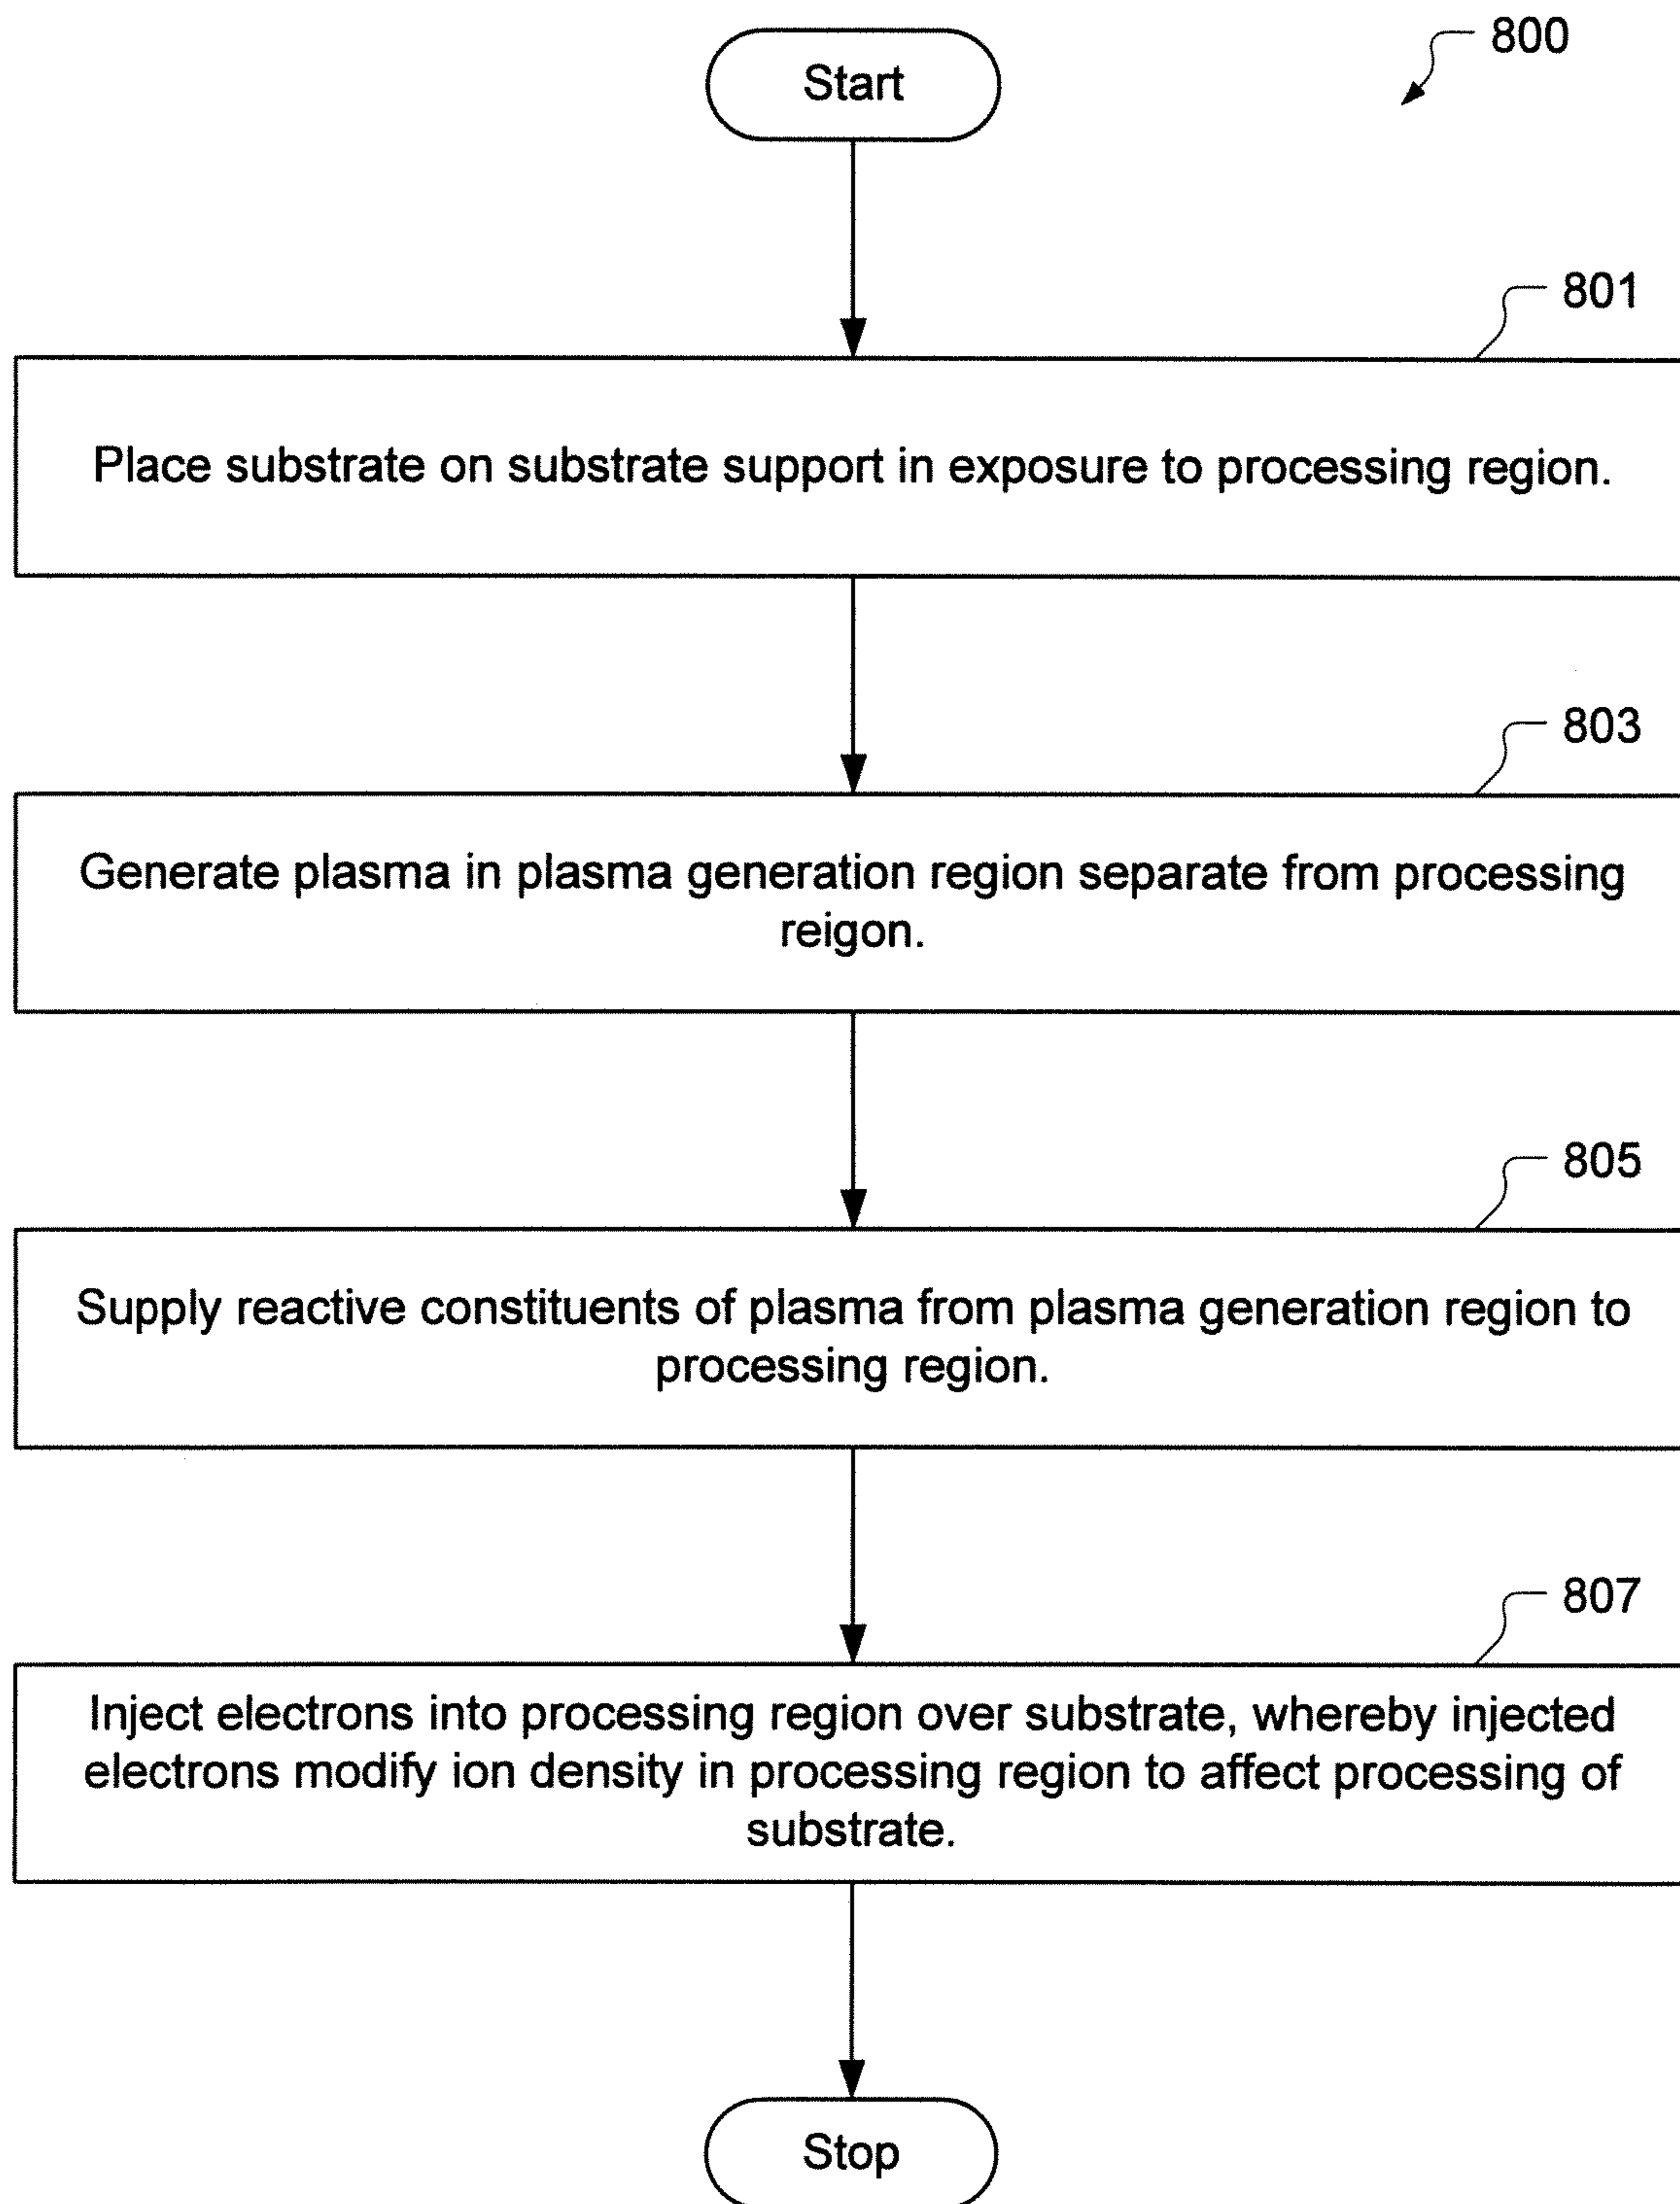 Start
800
801
Place substrate on substrate support in exposure to processing region.
803
Generate plasma in plasma generation region separate from processing
reigon.
805
Supply reactive constituents of plasma from plasma generation region to
processing region.
807
Inject electrons into processing region over substrate, whereby injected
electrons modify ion density in processing region to affect processing of
substrate.
Stop